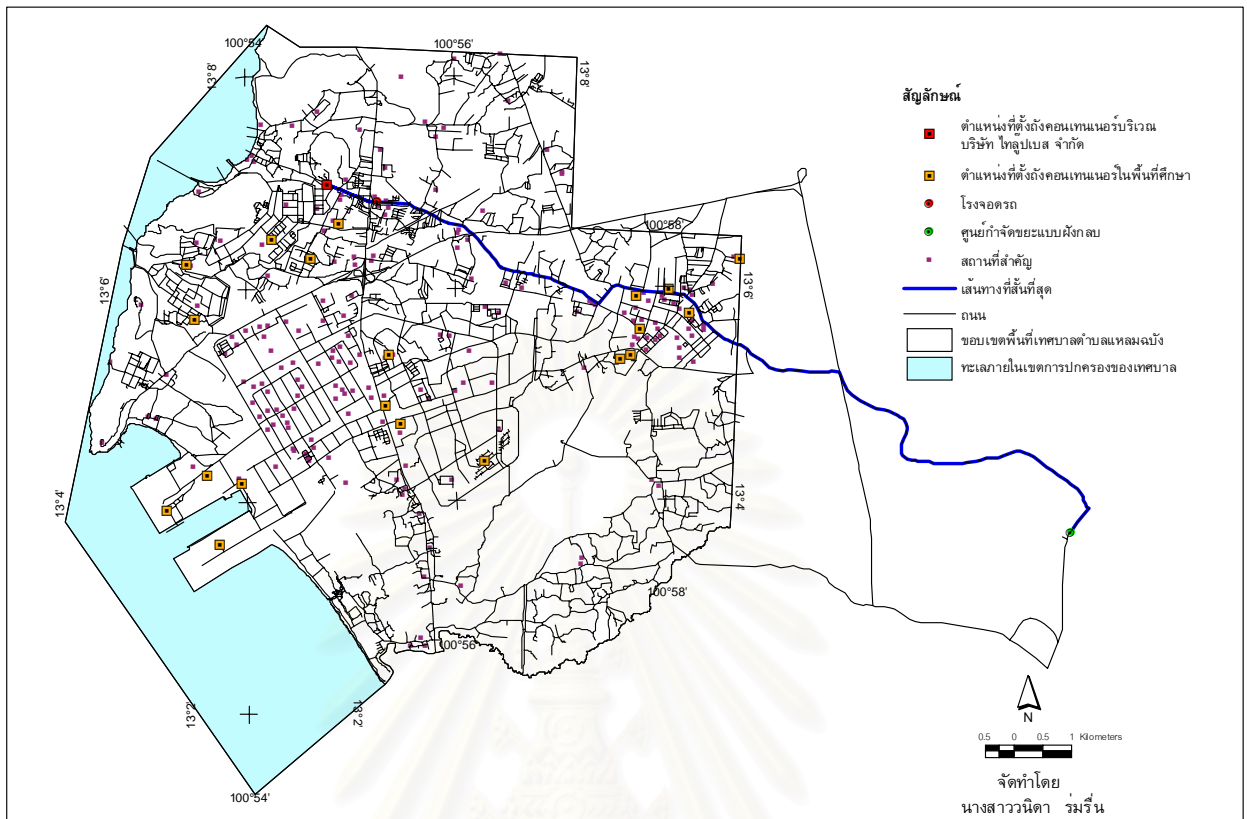 100°54'
100°56'
13°8'
13°8'
สัญลักษณ์
ตำแหน่งที่ตั้งถังคอนเทนเนอร์บริเวณ
บริษัท ไทลู๊ปเบส จำกัด
ตำแหน่งที่ตั้งถังคอนเทนเนอร์ในพื้นที่ศึกษา
โรงจอดรถ
ศูนย์กำจัดขยะแบบฝังกลบ
สถานที่สำคัญ
เส้นทางที่สั้นที่สุด
ถนน
ขอบเขตพื้นที่เทศบาลตำบลแหลมฉบัง
ทะเลภายในเขตการปกครองของเทศบาล
100°58'
13°6'
13°6'
13°4'
13°4'
100°58'
100°56'
13°2'
13°2'
100°54'
N
0.5 0 0.5 1 Kilometers
จัดทำโดย
นางสาววนิดา ร่มรื่น